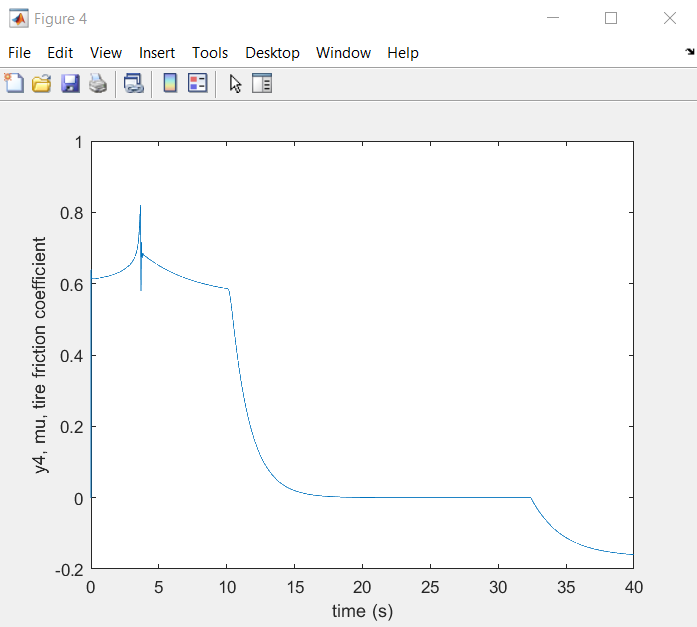 Figure 4
File Edit View Insert Tools Desktop Window Help
1
0.8
0.6
0.4
0.2
0
-0.2
y4, mu, tire friction coefficient
0 5 10 15 20 25 30 35 40
time (s)